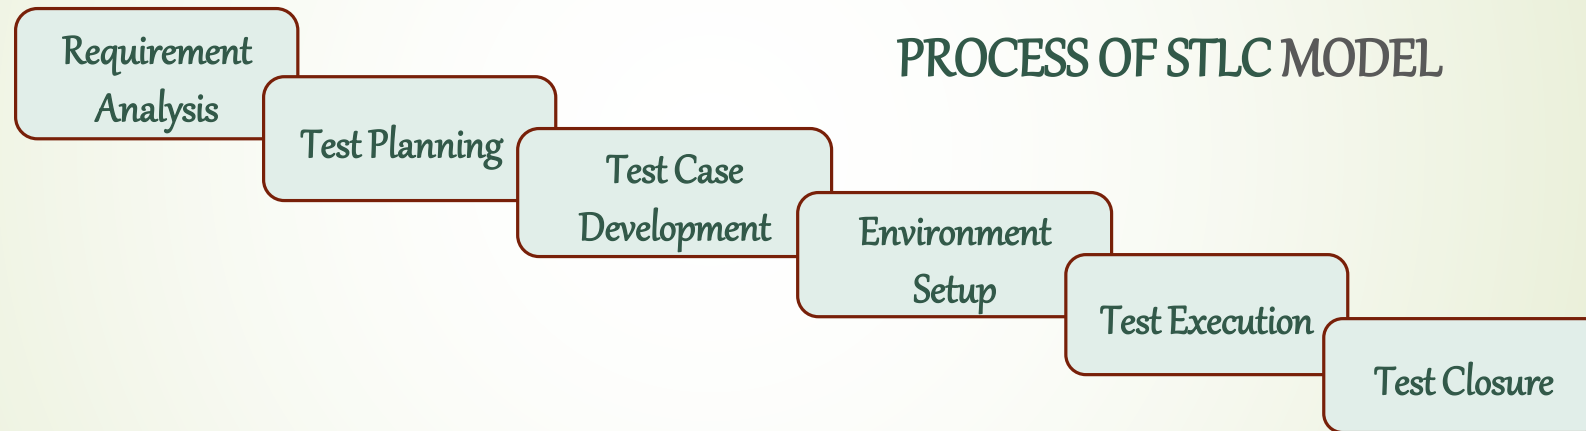 PROCESS OF STLC MODEL
Requirement
Analysis
Test Planning
Test Case
Development
Environment
Setup
Test Execution
Test Closure